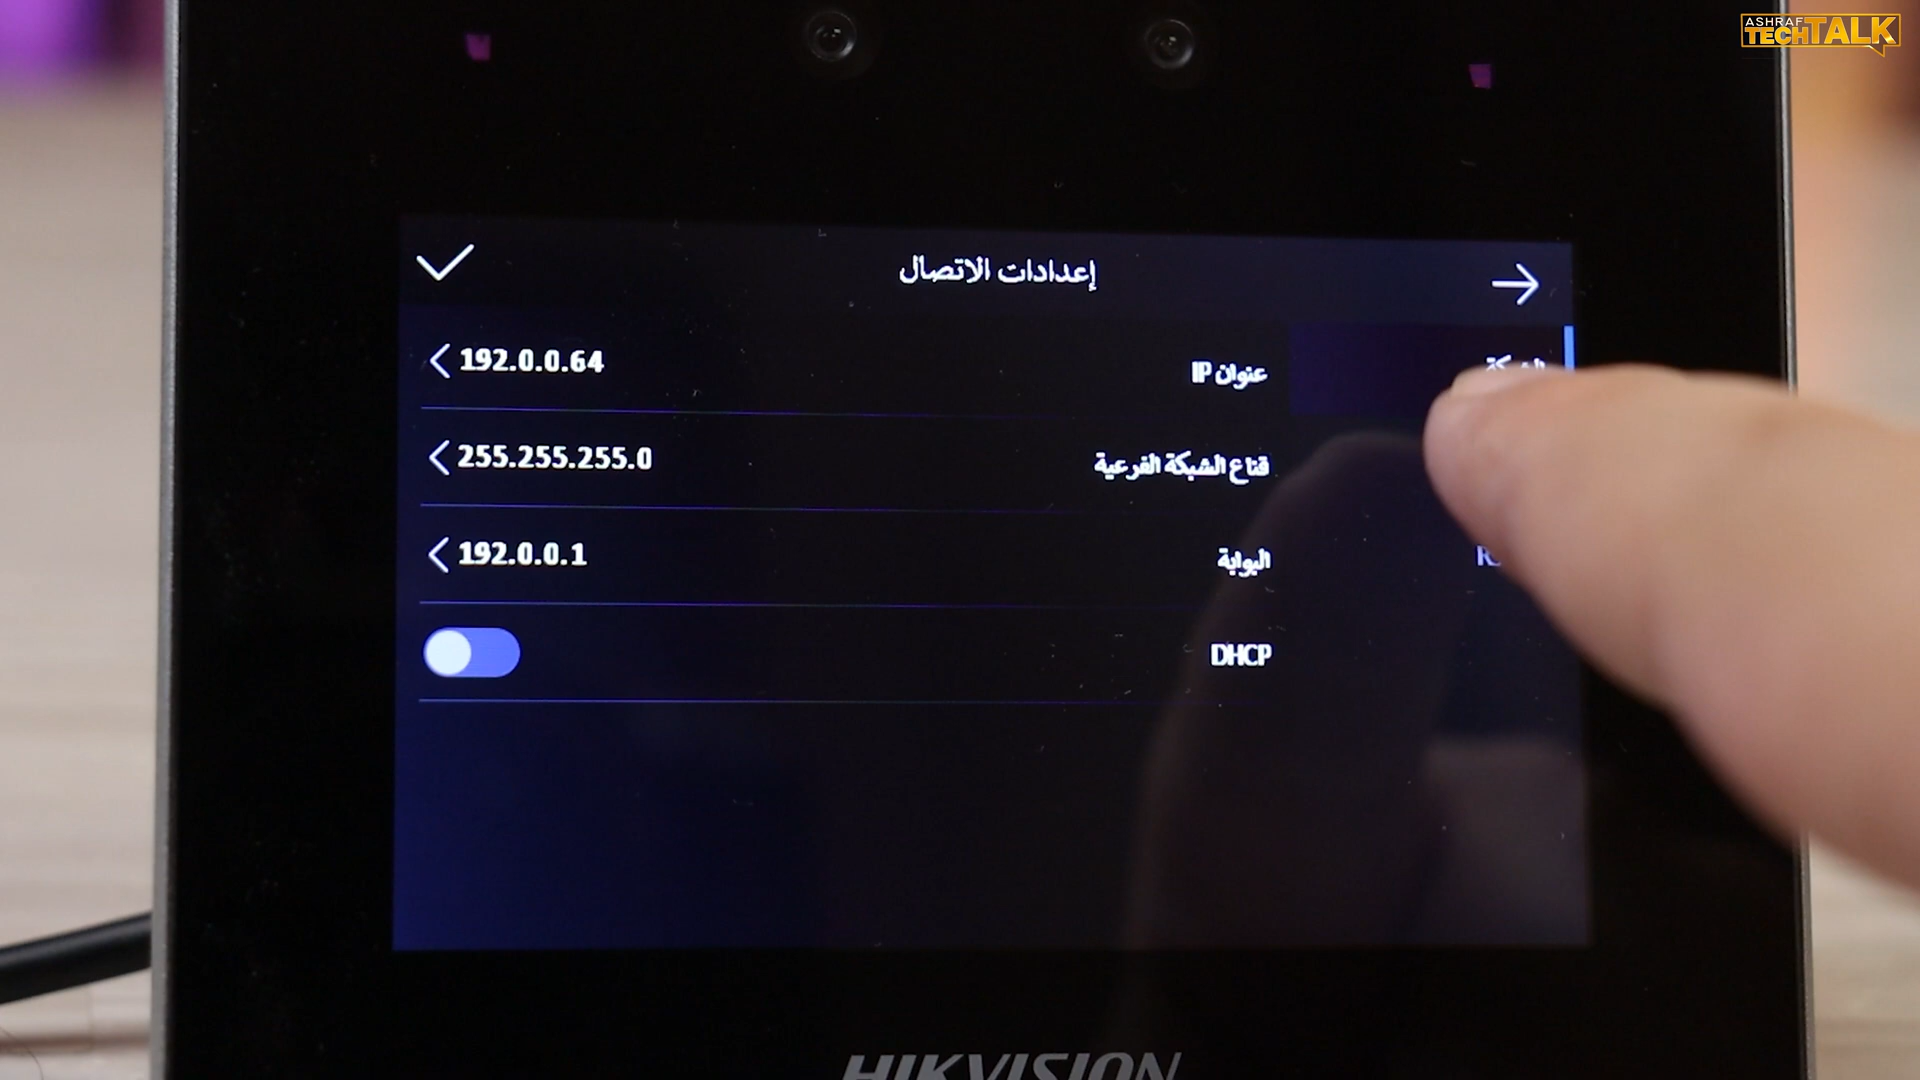 ASHRAF
TECHTALK
إعدادات الاتصال
عنوان IP
192.0.0.64
قناع الشبكة الفرعية
255.255.255.0
البوابة
192.0.0.1
DHCP
HIKVISION